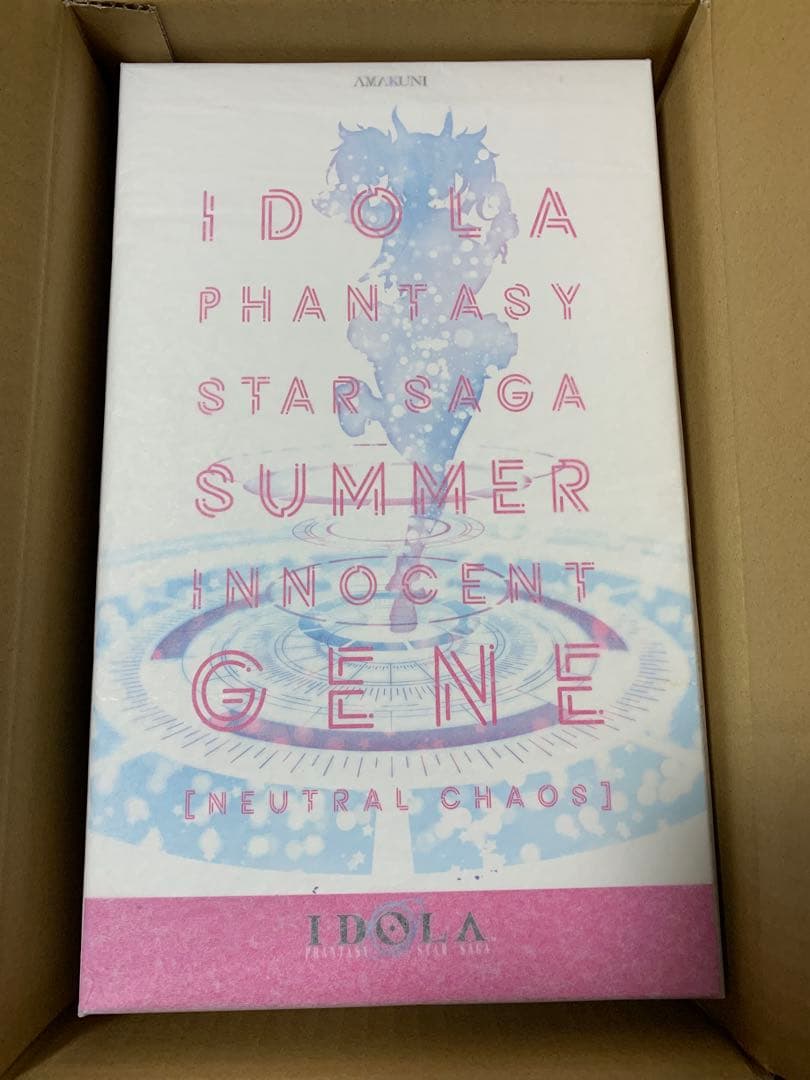 AMAKUNI
IDOLA
PHANTASY
STAR SAGA
SUMMER
INNOCENT
GENE
[NEUTRAL CHAOS]
IDOLA
PHANTASY STAR SAGA